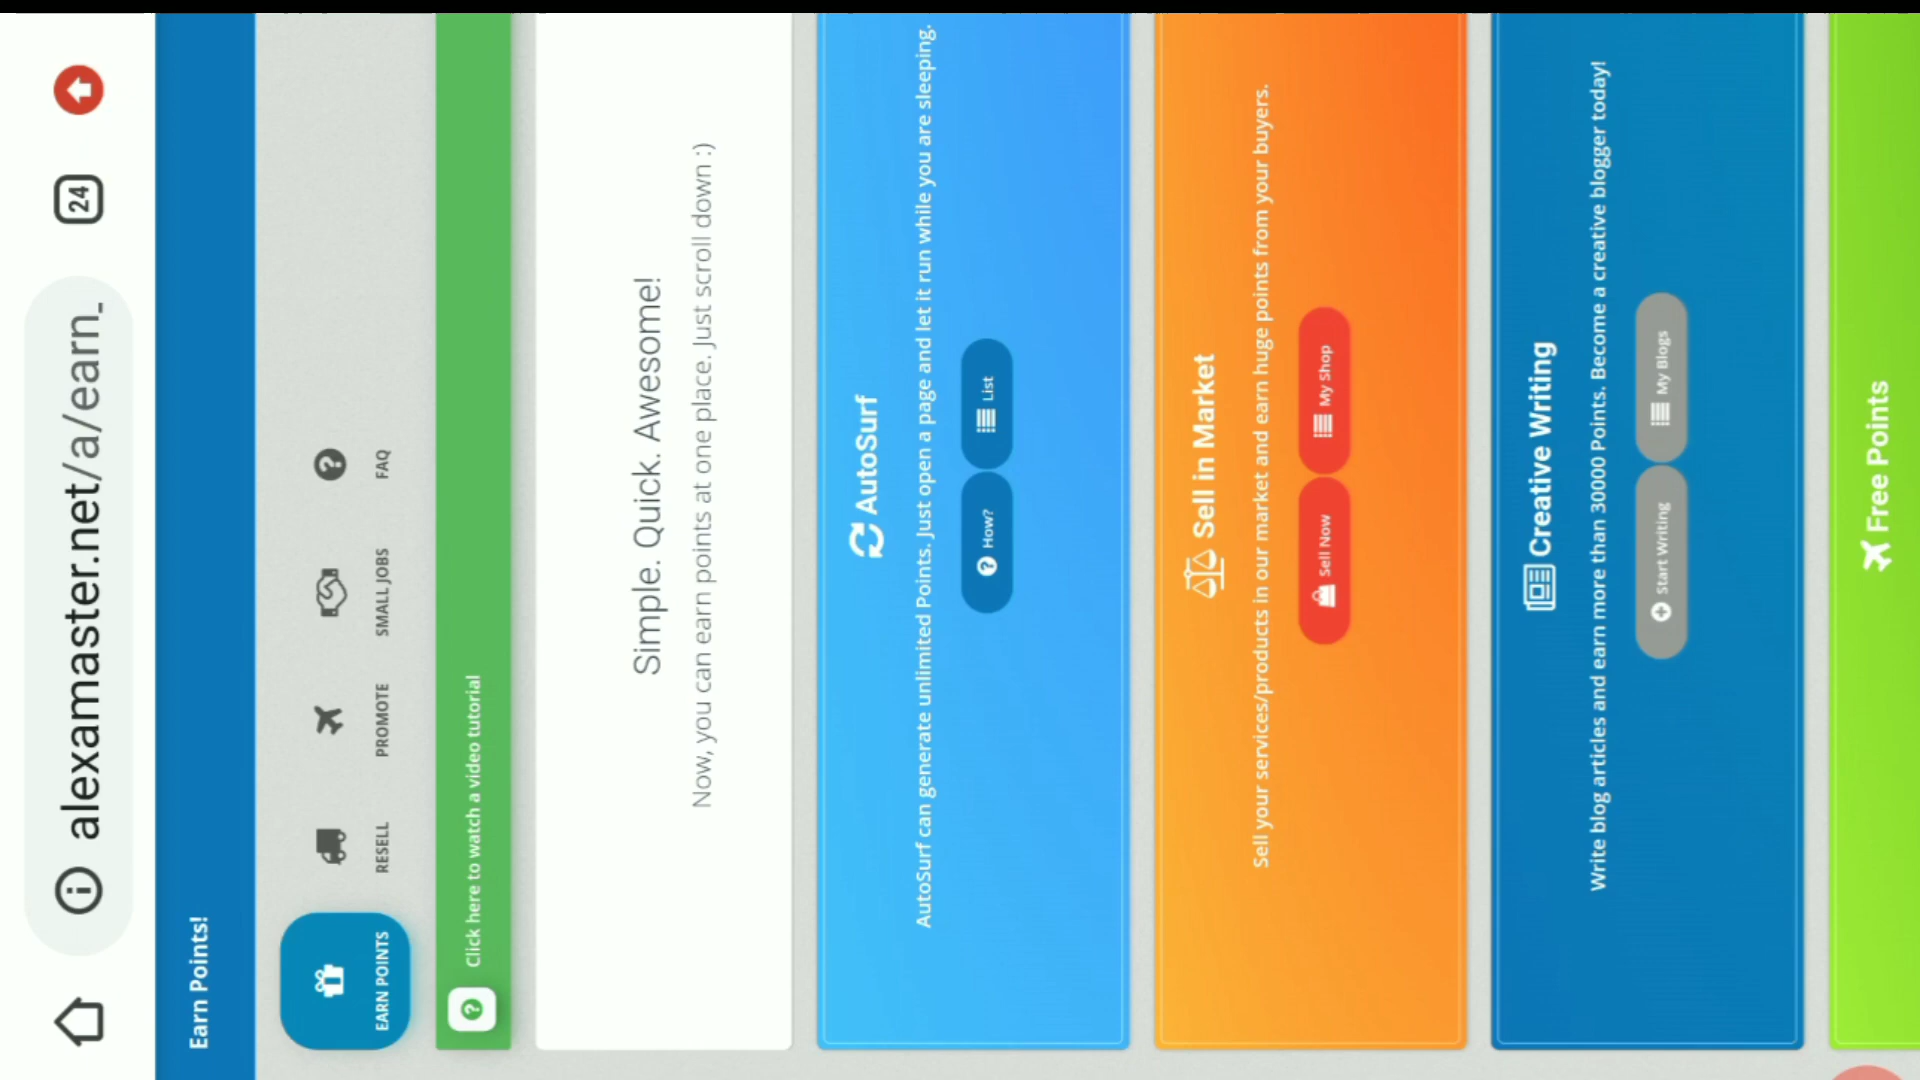 alexamaster.net/a/earn_
24
Earn Points!
EARN POINTS
RESELL
PROMOTE
SMALL JOBS
FAQ
Click here to watch a video tutorial
Simple. Quick. Awesome!
Now, you can earn points at one place. Just scroll down :)
AutoSurf
AutoSurf can generate unlimited Points. Just open a page and let it run while you are sleeping.
How?
List
Sell in Market
Sell your services/products in our market and earn huge points from your buyers.
Sell Now
My Shop
Creative Writing
Write blog articles and earn more than 30000 Points. Become a creative blogger today!
Start Writing
My Blogs
Free Points